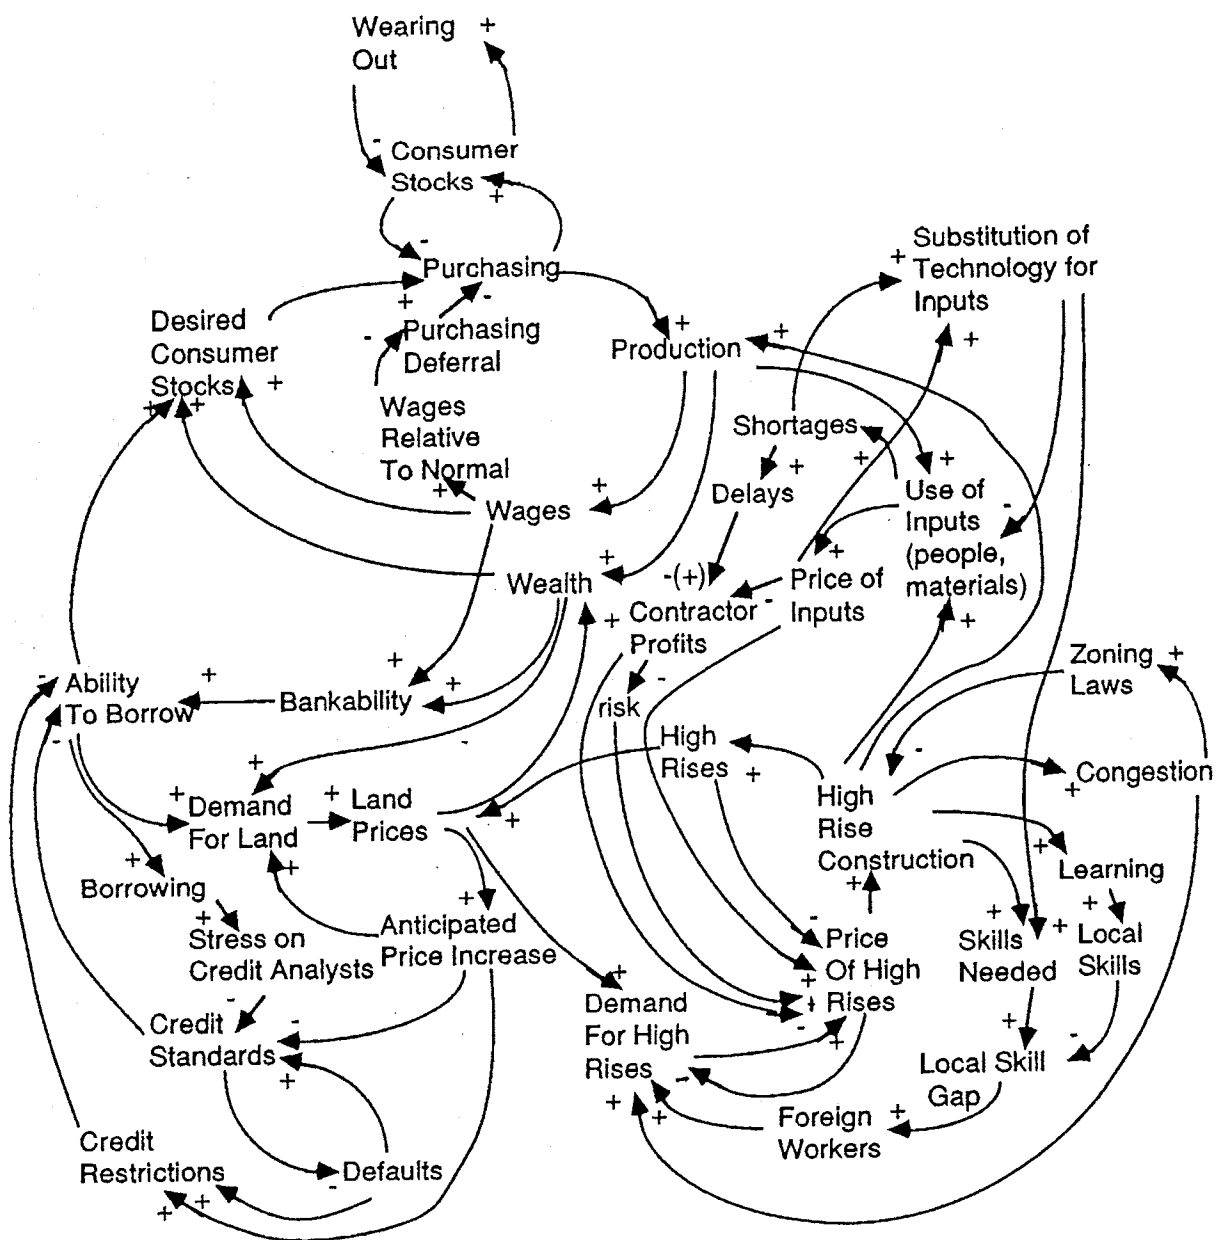 Wearing +
Out
- Consumer
Stocks
+
-
Purchasing
+ -
Substitution of
+ Technology for
Inputs
+
Desired
Consumer
Stocks +
+ +
- Purchasing
Deferral
+ +
Production
Wages
Relative
To Normal
+
Shortages
+ +
+
Delays
Use of
Inputs -
(people,
materials)
+
+
Wages
+
Wealth
-(+)
+ Contractor -
Profits
+
Price of
Inputs
-
risk
Zoning +
Laws
-
Ability
To Borrow
-
+
Bankability
+
+
-
High
Rises +
-
+ Congestion
High
Rise
Construction
+
+
+
Demand
For Land
+
+ Land
Prices
+
+
Borrowing
+
Stress on
Credit Analysts
+
Anticipated
Price Increase
+
Learning
+
Local
Skills
+
+
Skills
Needed
-
Price
Of High
+ Rises
+
-
+
+
Demand
For High
Rises -
+ +
-
Credit
Standards
-
+
+
-
Local Skill
Gap
+
Foreign
Workers
Credit
Restrictions
+
+
Defaults
-